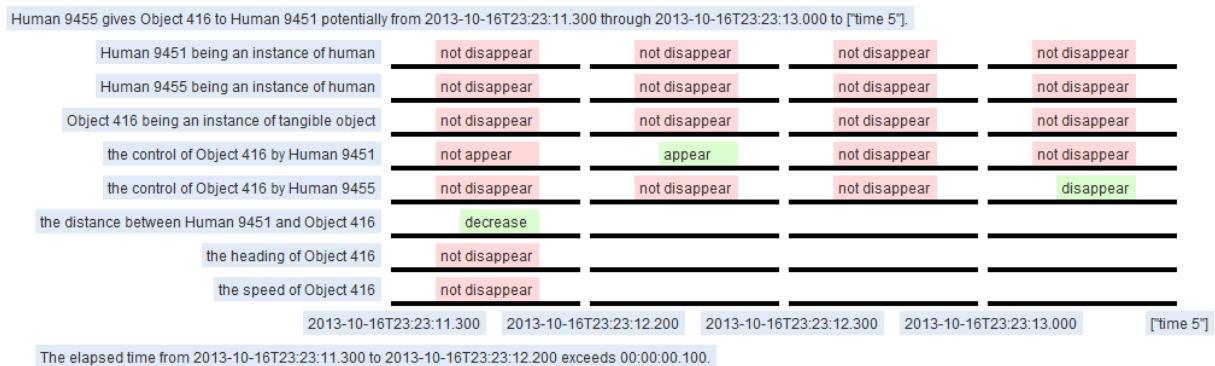 Human 9455 gives Object 416 to Human 9451 potentially from 2013-10-16T23:23:11.300 through 2013-10-16T23:23:13.000 to ["time 5"].
Human 9451 being an instance of human not disappear not disappear not disappear not disappear
Human 9455 being an instance of human not disappear not disappear not disappear not disappear
Object 416 being an instance of tangible object not disappear not disappear not disappear not disappear
the control of Object 416 by Human 9451 not appear appear not disappear not disappear
the control of Object 416 by Human 9455 not disappear not disappear not disappear disappear
the distance between Human 9451 and Object 416 decrease
the heading of Object 416 not disappear
the speed of Object 416 not disappear
2013-10-16T23:23:11.300 2013-10-16T23:23:12.200 2013-10-16T23:23:12.300 2013-10-16T23:23:13.000 ["time 5"]
The elapsed time from 2013-10-16T23:23:11.300 to 2013-10-16T23:23:12.200 exceeds 00:00:00.100.